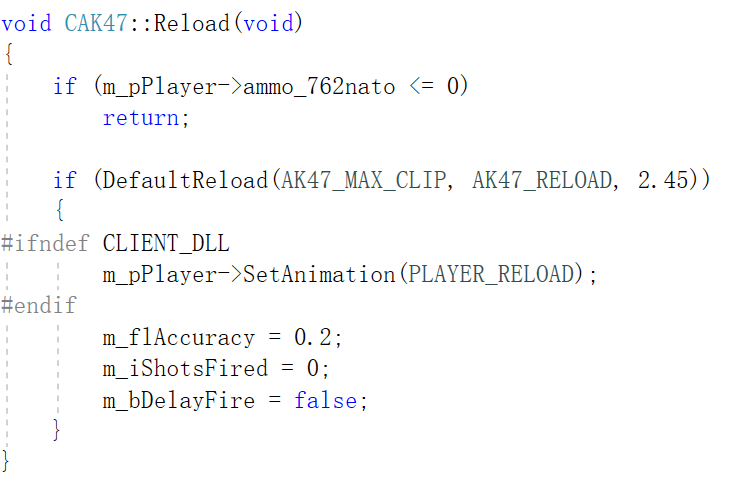 void CAK47::Reload(void)
{
    if (m_pPlayer->ammo_762nato <= 0)
        return;

    if (DefaultReload(AK47_MAX_CLIP, AK47_RELOAD, 2.45))
    {
#ifndef CLIENT_DLL
        m_pPlayer->SetAnimation(PLAYER_RELOAD);
#endif
        m_flAccuracy = 0.2;
        m_iShotsFired = 0;
        m_bDelayFire = false;
    }
}